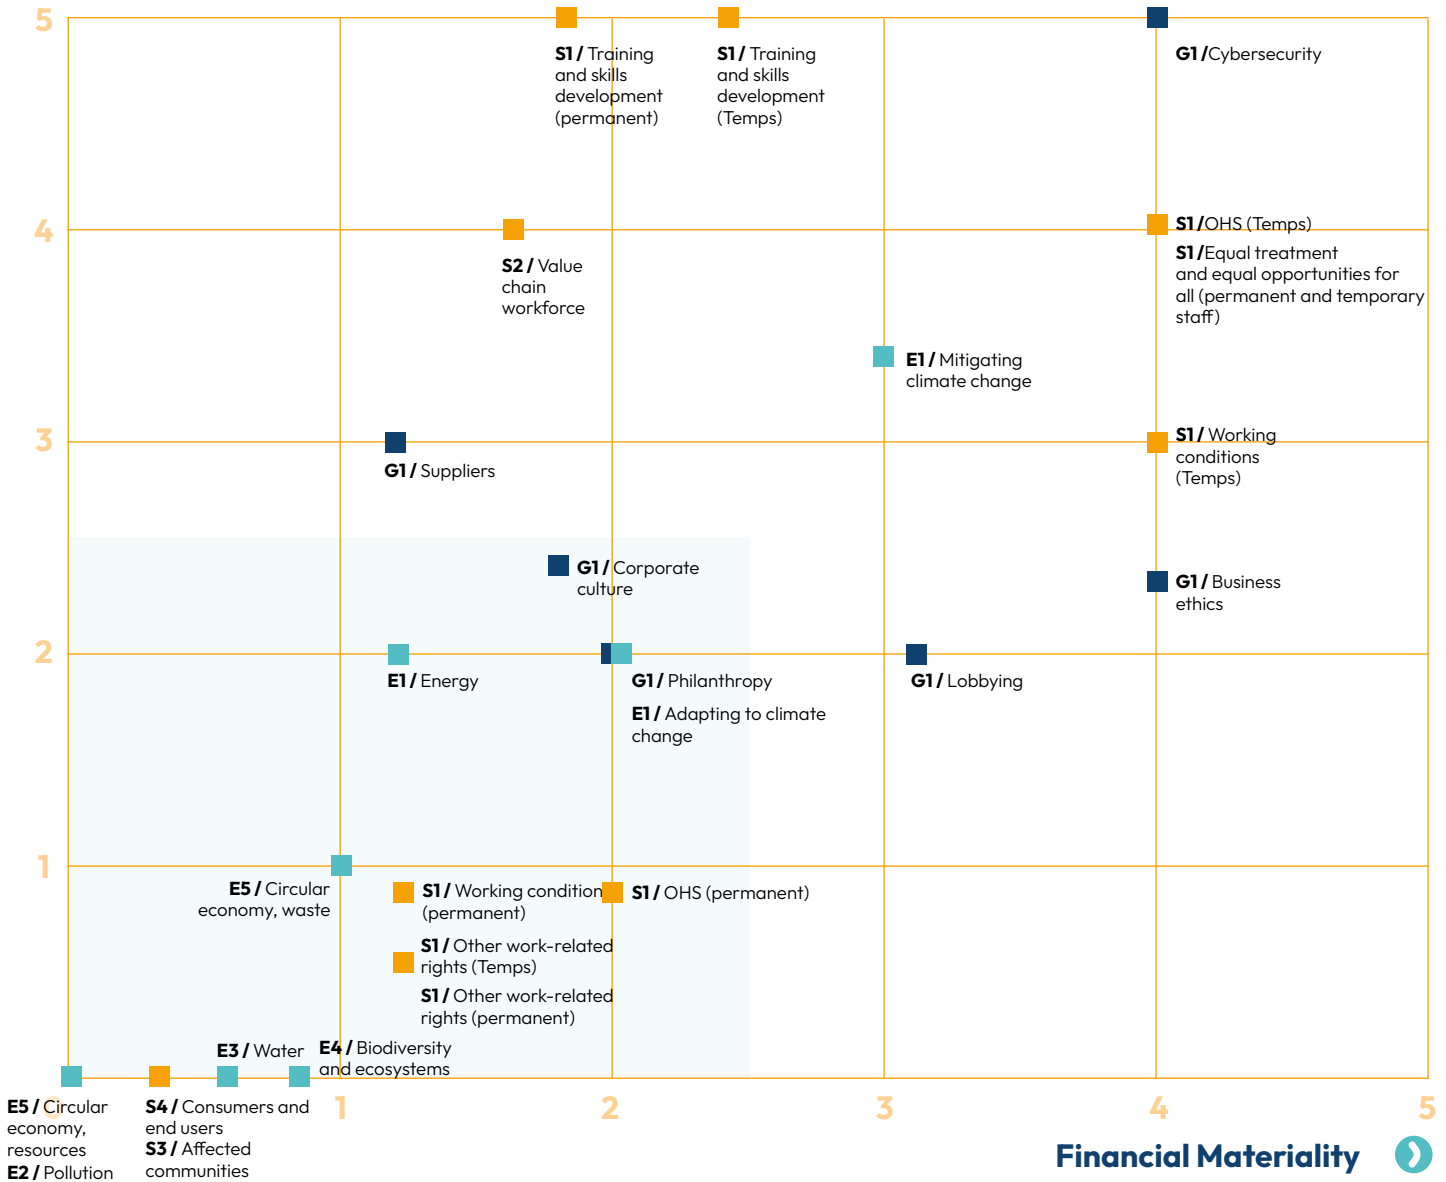 5
S1 / Training
and skills
development
(permanent)
S1 / Training
and skills
development
(Temps)
G1 /Cybersecurity
4
S2 / Value
chain
workforce
S1 /OHS (Temps)
S1 /Equal treatment
and equal opportunities for
all (permanent and temporary
staff)
E1 / Mitigating
climate change
3
G1 / Suppliers
S1 / Working
conditions
(Temps)
G1 / Corporate
culture
G1 / Business
ethics
2
E1 / Energy
G1 / Philanthropy
E1 / Adapting to climate
change
G1 / Lobbying
1
E5 / Circular
economy, waste
S1 / Working condition
(permanent)
S1 / OHS (permanent)
S1 / Other work-related
rights (Temps)
S1 / Other work-related
rights (permanent)
E3 / Water
E4 / Biodiversity
and ecosystems
0
1
2
3
4
5
E5 / Circular
economy,
resources
E2 / Pollution
S4 / Consumers and
end users
S3 / Affected
communities
Financial Materiality